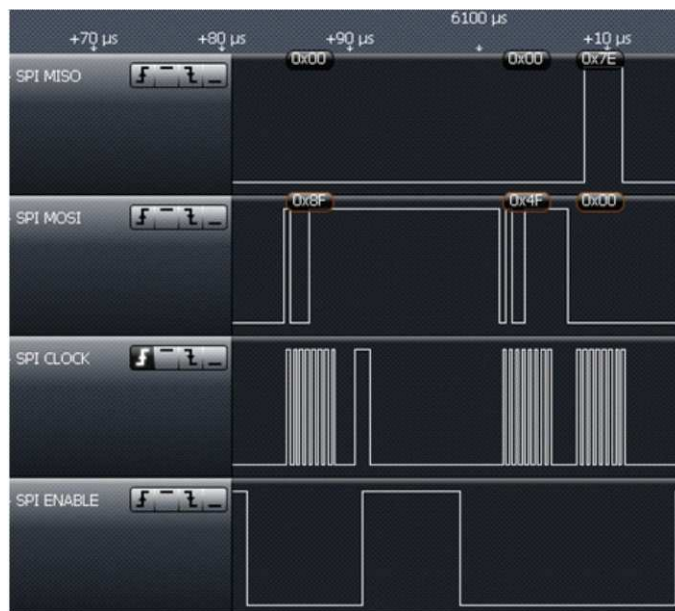 6100 µs
+70 µs +80 µs +90 µs +10 µs
0x00 0x00 0x7E
SPI MISO
0x8F 0x4F 0x00
SPI MOSI
SPI CLOCK
SPI ENABLE